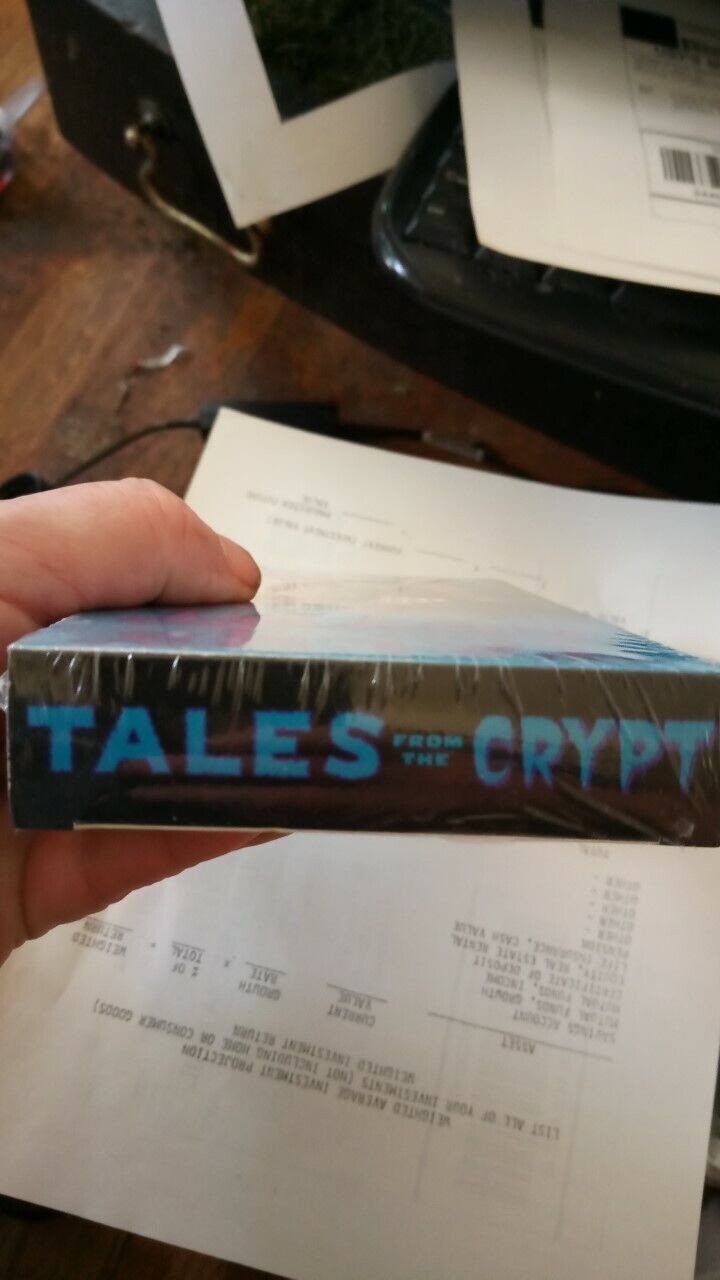 TALES FROM THE CRYPT
WEIGHTED AVERAGE INVESTMENT PROJECTION
LIST ALL OF YOUR INVESTMENTS (NOT INCLUDING HOME OR CONSUMER GOODS)
WEIGHTED INVESTMENT RETURN
ASSET
CURRENT VALUE
GROWTH RATE
x
% OF TOTAL
=
WEIGHTED RETURN
SAVINGS ACCOUNT
MUTUAL FUNDS, GROWTH
MUTUAL FUNDS, INCOME
CERTIFICATE OF DEPOSIT
EQUITY, REAL ESTATE RENTAL
LIFE INSURANCE, CASH VALUE
PENSION
OTHER -
OTHER -
OTHER -
OTHER -
OTHER -
TOTAL